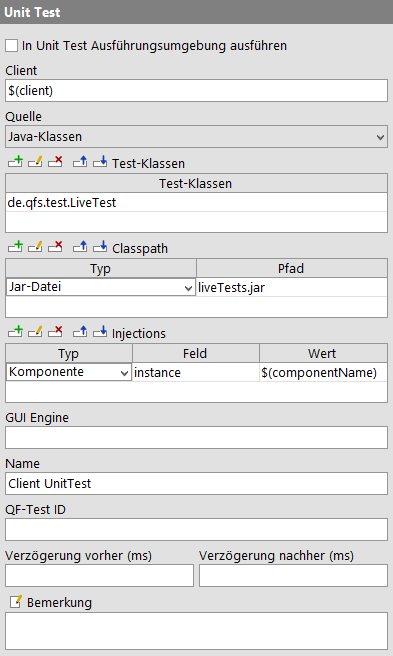 Unit Test
In Unit Test Ausführungsumgebung ausführen
Client
$(client)
Quelle
Java-Klassen
Test-Klassen
Test-Klassen
de.qfs.test.LiveTest
Classpath
Typ Pfad
Jar-Datei liveTests.jar
Injections
Typ Feld Wert
Komponente instance $(componentName)
GUI Engine
Name
Client UnitTest
QF-Test ID
Verzögerung vorher (ms) Verzögerung nachher (ms)
Bemerkung